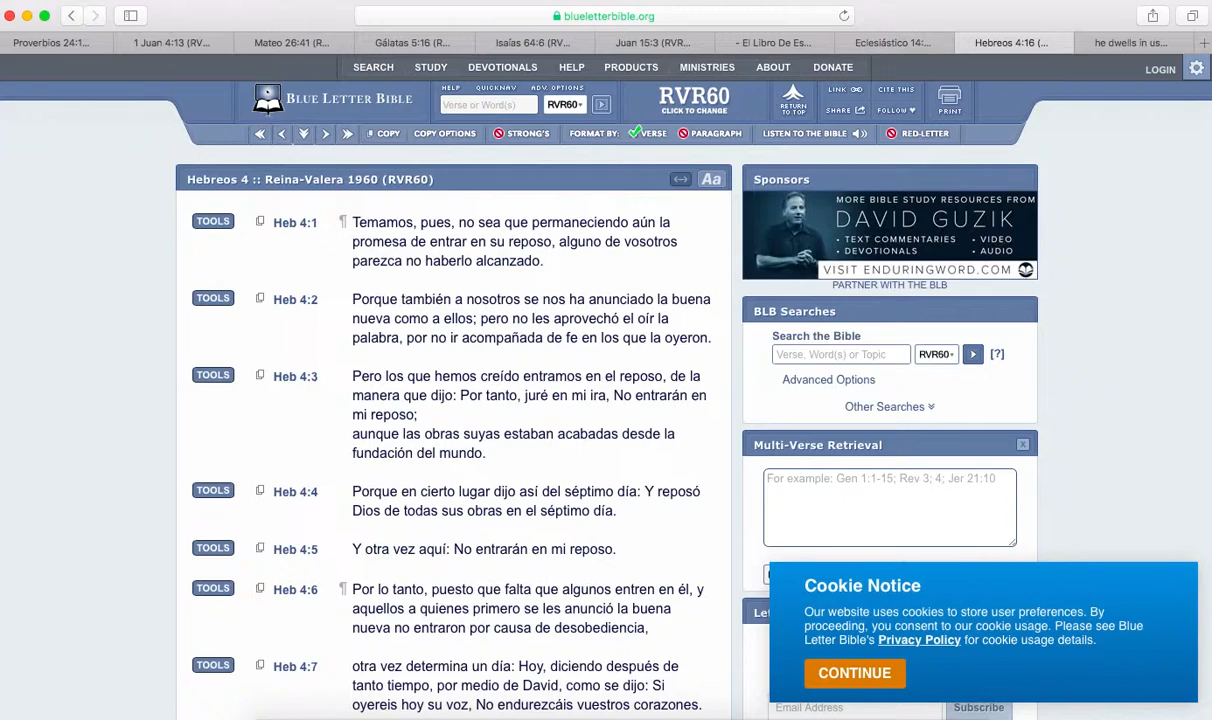 blueletterbible.org
Proverbios 24:1...
1 Juan 4:13 (RV...
Mateo 26:41 (R...
Gálatas 5:16 (R...
Isaías 64:6 (RV...
Juan 15:3 (RVR...
- El Libro De Es...
Eclesiástico 14:...
Hebreos 4:16 (...
he dwells in us...
SEARCH STUDY DEVOTIONALS HELP PRODUCTS MINISTRIES ABOUT DONATE
LOGIN
BLUE LETTER BIBLE
HELP QUICKNAV ADV. OPTIONS
Verse or Word(s) RVR60
RVR60
CLICK TO CHANGE
RETURN
TO TOP
LINK CITE THIS
SHARE FOLLOW
PRINT
COPY COPY OPTIONS STRONG'S FORMAT BY: VERSE PARAGRAPH LISTEN TO THE BIBLE RED-LETTER
Hebreos 4 :: Reina-Valera 1960 (RVR60) Aa
TOOLS Heb 4:1 ¶ Temamos, pues, no sea que permaneciendo aún la
promesa de entrar en su reposo, alguno de vosotros
parezca no haberlo alcanzado.
TOOLS Heb 4:2 Porque también a nosotros se nos ha anunciado la buena
nueva como a ellos; pero no les aprovechó el oír la
palabra, por no ir acompañada de fe en los que la oyeron.
TOOLS Heb 4:3 Pero los que hemos creído entramos en el reposo, de la
manera que dijo: Por tanto, juré en mi ira, No entrarán en
mi reposo;
aunque las obras suyas estaban acabadas desde la
fundación del mundo.
TOOLS Heb 4:4 Porque en cierto lugar dijo así del séptimo día: Y reposó
Dios de todas sus obras en el séptimo día.
TOOLS Heb 4:5 Y otra vez aquí: No entrarán en mi reposo.
TOOLS Heb 4:6 ¶ Por lo tanto, puesto que falta que algunos entren en él, y
aquellos a quienes primero se les anunció la buena
nueva no entraron por causa de desobediencia,
TOOLS Heb 4:7 otra vez determina un día: Hoy, diciendo después de
tanto tiempo, por medio de David, como se dijo: Si
oyereis hoy su voz, No endurezcáis vuestros corazones.
Sponsors
MORE BIBLE STUDY RESOURCES FROM
DAVID GUZIK
• TEXT COMMENTARIES • VIDEO
• DEVOTIONALS • AUDIO
VISIT ENDURINGWORD.COM
PARTNER WITH THE BLB
BLB Searches
Search the Bible
Verse, Word(s) or Topic RVR60 [?]
Advanced Options
Other Searches
Multi-Verse Retrieval x
For example: Gen 1:1-15; Rev 3; 4; Jer 21:10
Cookie Notice
Our website uses cookies to store user preferences. By
proceeding, you consent to our cookie usage. Please see Blue
Letter Bible's Privacy Policy for cookie usage details.
CONTINUE
Email Address Subscribe